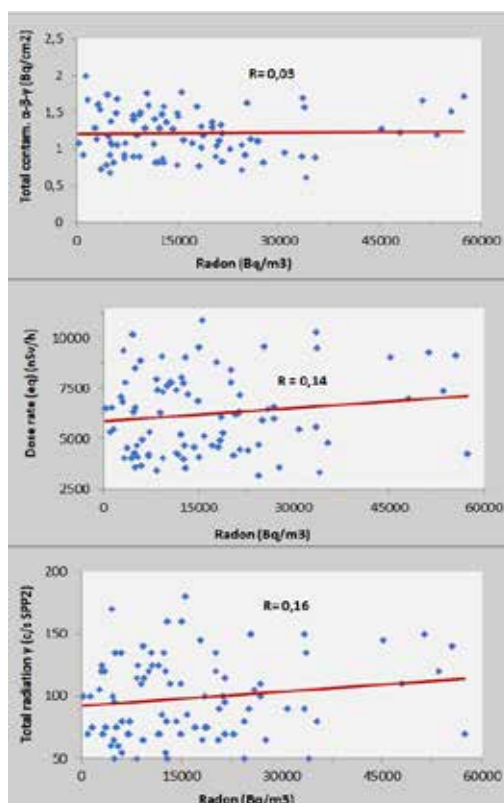 Total contam. α-β-γ (Bq/cm2)
2,5
2
1,5
1
0,5
0
R= 0,03
0 15000 30000 45000 60000
Radon (Bq/m3)
Dose rate (eq) (nSv/h)
10000
7500
5000
2500
R = 0,14
0 15000 30000 45000 60000
Radon (Bq/m3)
Total radiation γ (c/s SPP2)
200
150
100
50
R= 0,16
0 15000 30000 45000 60000
Radon (Bq/m3)